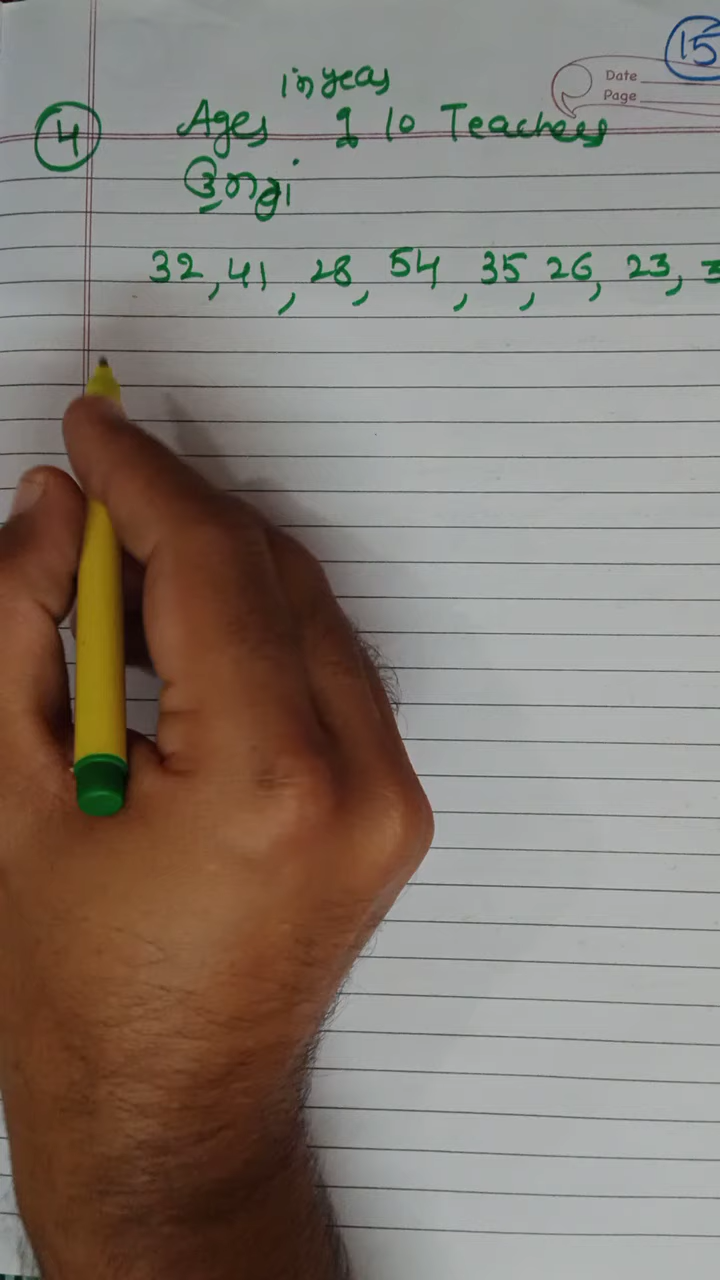 15
Date
Page
in years
4 Ages of 10 Teachers
32, 41, 28, 54, 35, 26, 23,